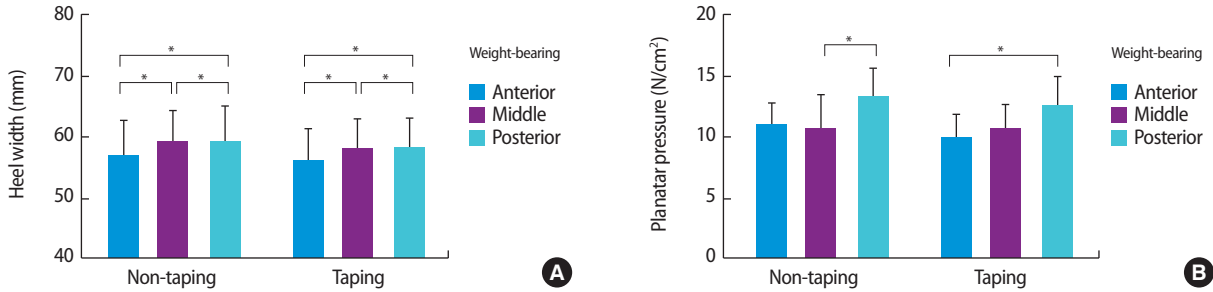 80
70
60
50
40
Heel width (mm)
* * *
* * *
Non-taping Taping
Weight-bearing
Anterior
Middle
Posterior
A
20
15
10
5
0
Planatar pressure (N/cm²)
* *
Non-taping Taping
Weight-bearing
Anterior
Middle
Posterior
B